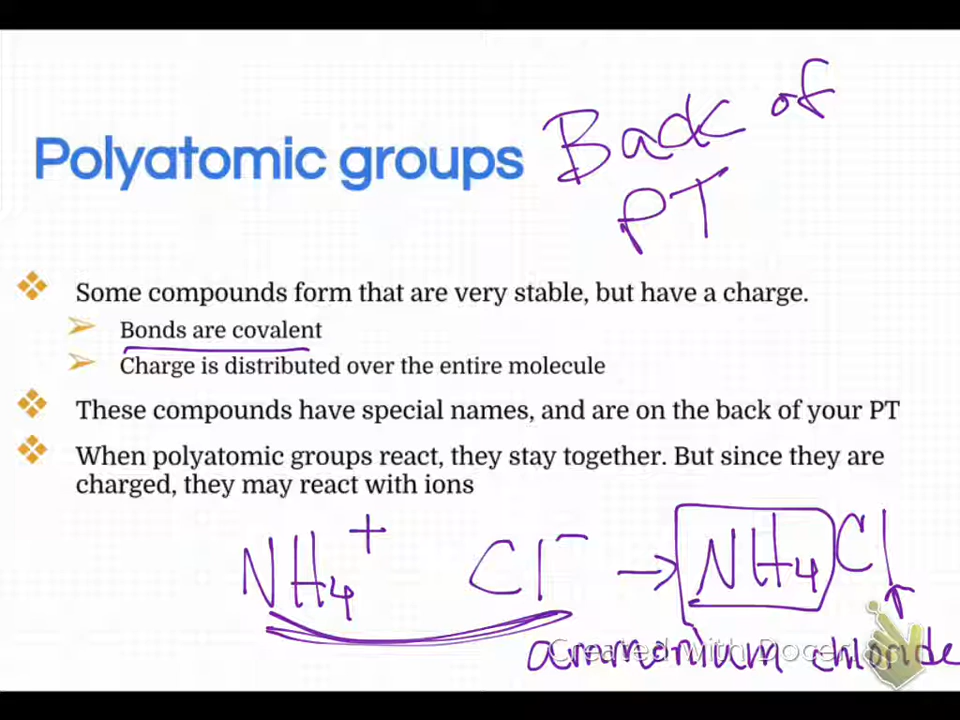 Polyatomic groups
Back of
PT
Some compounds form that are very stable, but have a charge.
Bonds are covalent
Charge is distributed over the entire molecule
These compounds have special names, and are on the back of your PT
When polyatomic groups react, they stay together. But since they are
charged, they may react with ions
NH₄⁺ Cl⁻ → NH₄Cl
ammonium chloride
Created with Doceri